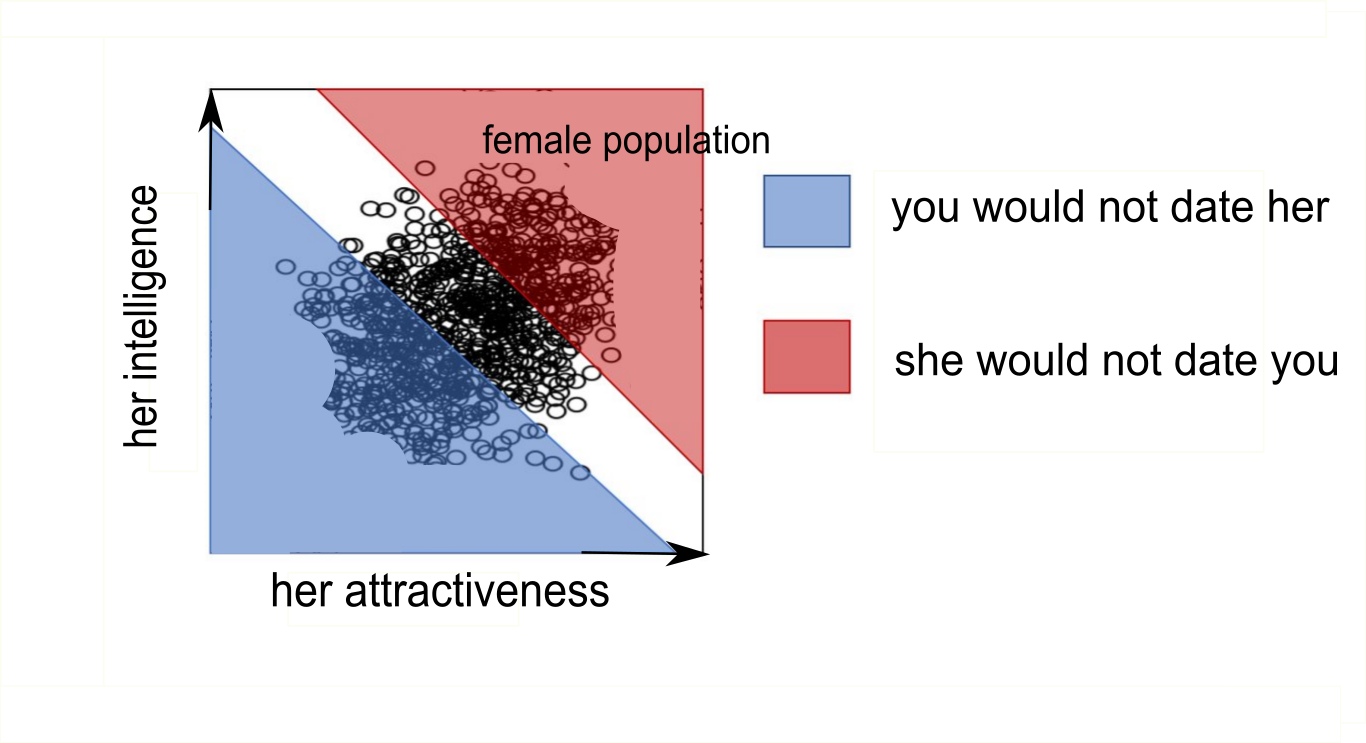 female population
you would not date her
her intelligence
she would not date you
her attractiveness